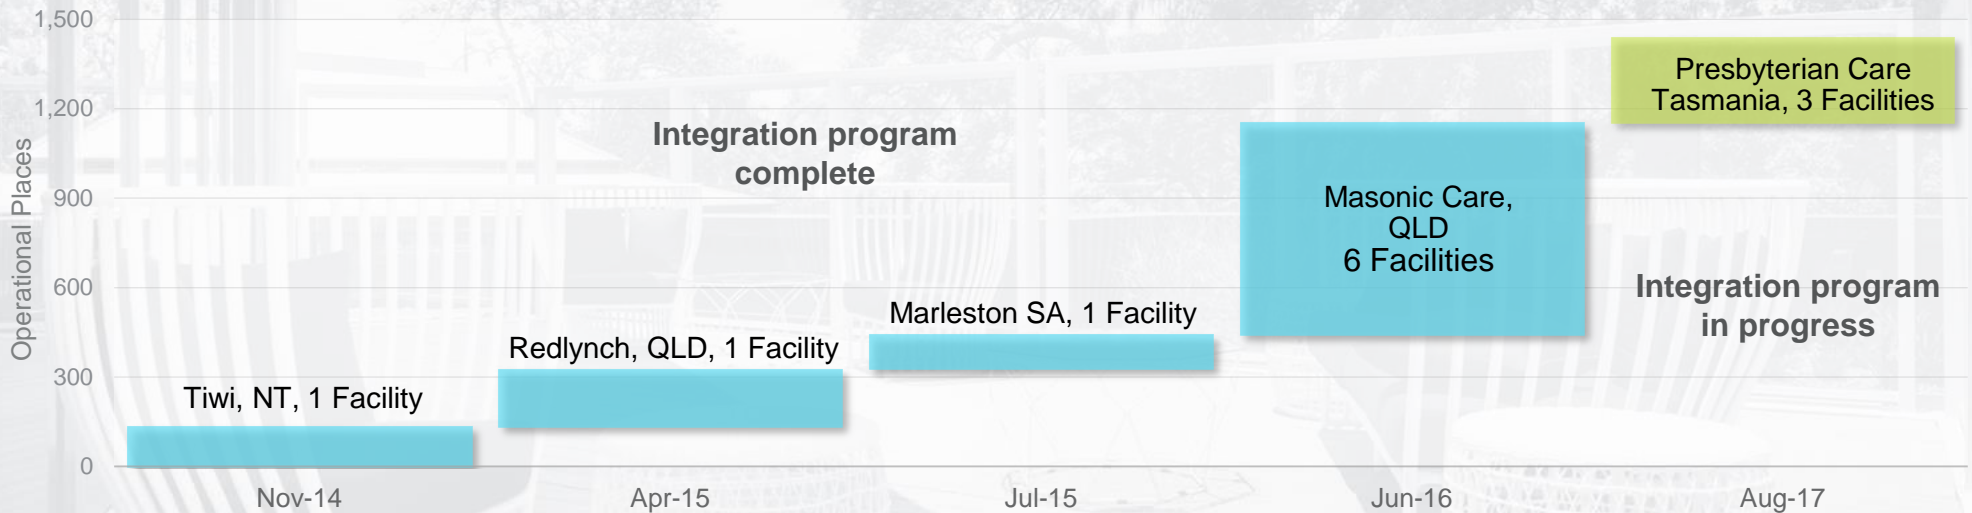 1,500
1,200
900
600
300
0
Operational Places
Tiwi, NT, 1 Facility
Redlynch, QLD, 1 Facility
Integration program
complete
Marleston SA, 1 Facility
Masonic Care,
QLD
6 Facilities
Presbyterian Care
Tasmania, 3 Facilities
Integration program
in progress
Nov-14
Apr-15
Jul-15
Jun-16
Aug-17